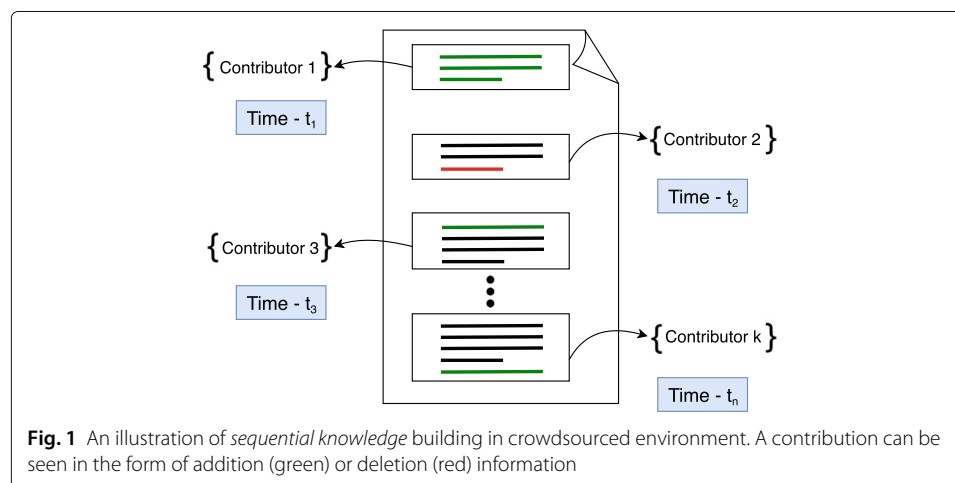 { Contributor 1 }
Time - t₁
{ Contributor 2 }
Time - t₂
{ Contributor 3 }
Time - t₃
{ Contributor k }
Time - tₙ
Fig. 1 An illustration of sequential knowledge building in crowdsourced environment. A contribution can be
seen in the form of addition (green) or deletion (red) information